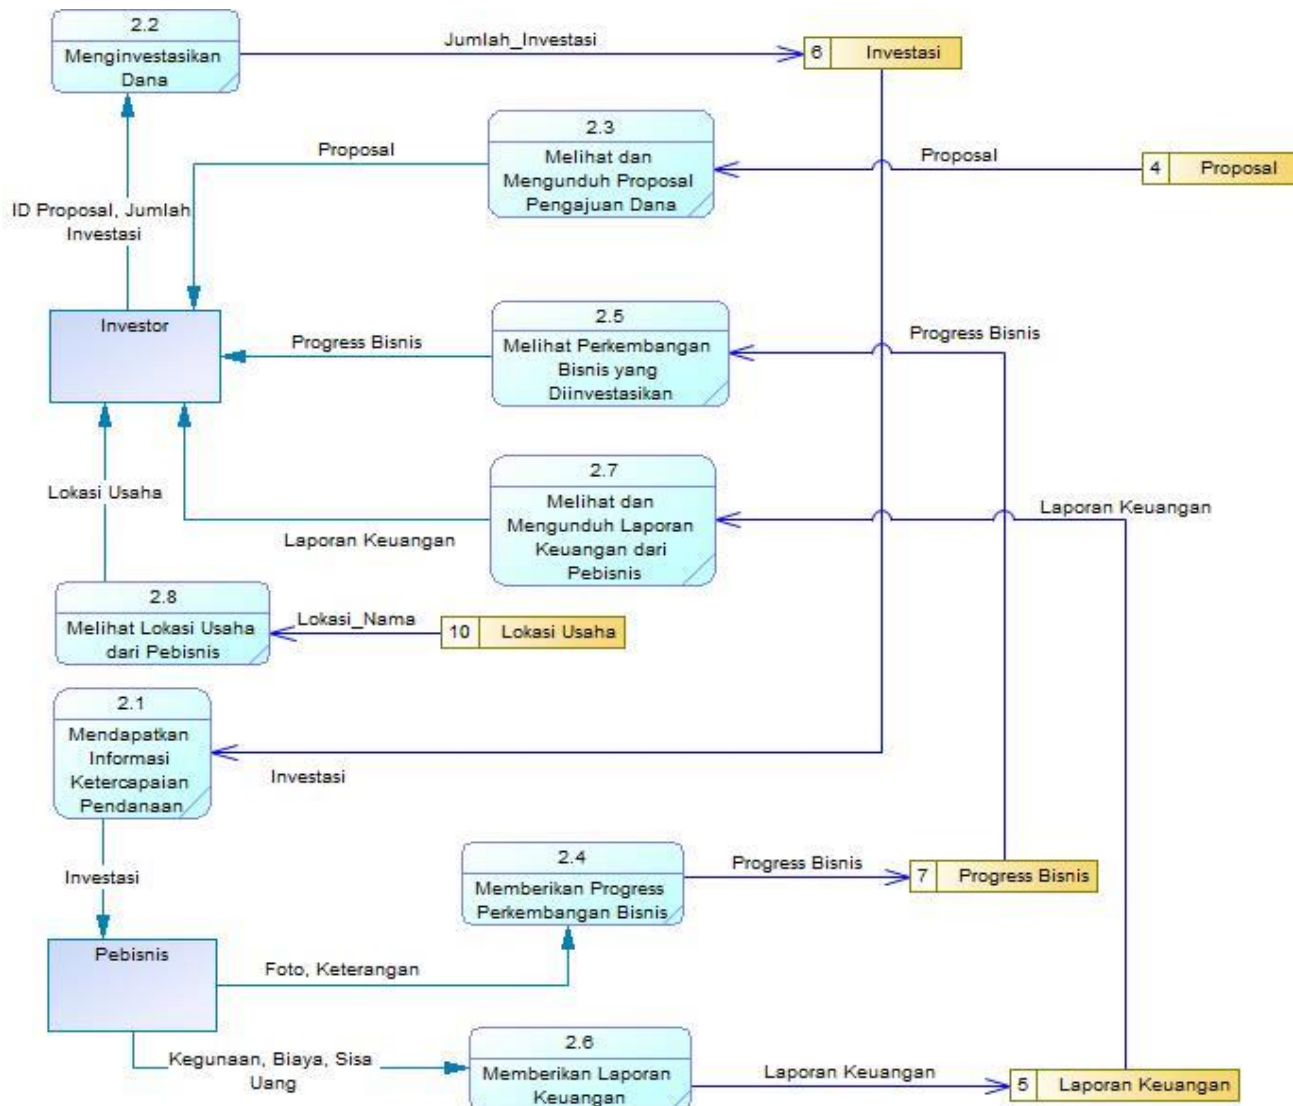 2.2
Menginvestasikan
Dana
Jumlah_Investasi
6 Investasi
2.3
Melihat dan
Mengunduh Proposal
Pengajuan Dana
Proposal
Proposal
4 Proposal
ID Proposal, Jumlah
Investasi
Investor
2.5
Melihat Perkembangan
Bisnis yang
Diinvestasikan
Progress Bisnis
Progress Bisnis
2.7
Melihat dan
Mengunduh Laporan
Keuangan dari
Pebisnis
Lokasi Usaha
Laporan Keuangan
Laporan Keuangan
2.8
Melihat Lokasi Usaha
dari Pebisnis
Lokasi_Nama
10 Lokasi Usaha
2.1
Mendapatkan
Informasi
Ketercapaian
Pendanaan
Investasi
Investasi
2.4
Memberikan Progress
Perkembangan Bisnis
Progress Bisnis
7 Progress Bisnis
Pebisnis
Foto, Keterangan
Kegunaan, Biaya, Sisa
Uang
2.6
Memberikan Laporan
Keuangan
Laporan Keuangan
5 Laporan Keuangan